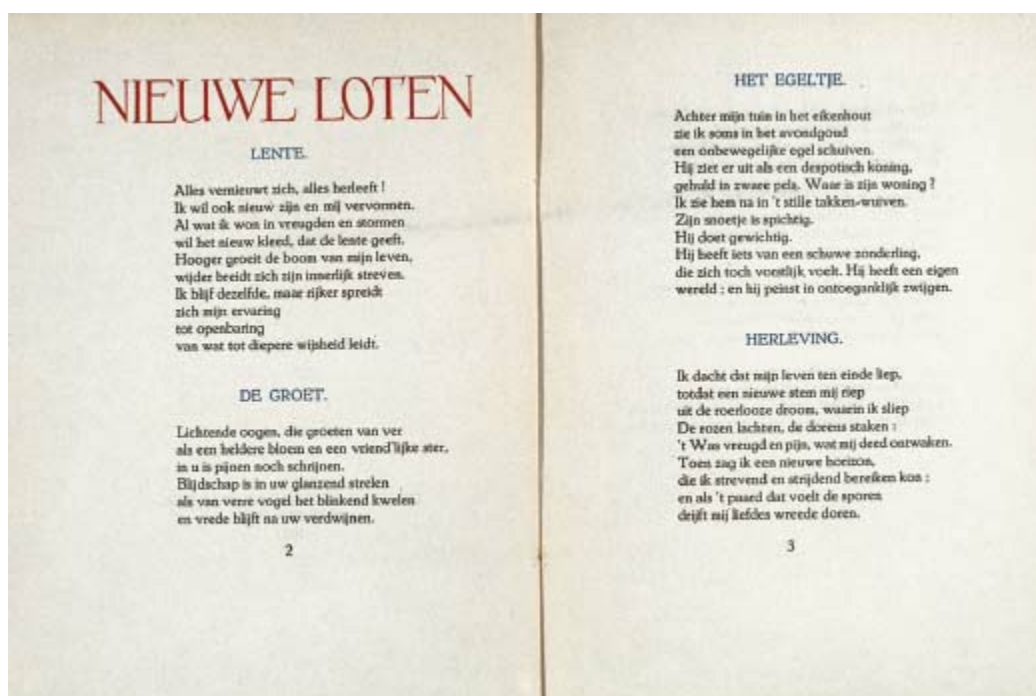 NIEUWE LOTEN
LENTE.
Alles vernieuwt zich, alles herleeft !
Ik wil ook nieuw zijn en mij vervormen.
Al wat ik won in vreugden en stormen
wil het nieuw kleed, dat de lente geeft.
Hooger groeit de boom van mijn leven,
wijder breidt zich zijn innerlijk streven.
Ik blijf dezelfde, maar rijker spreidt
zich mijn ervaring
tot openbaring
van wat tot diepere wijsheid leidt.
DE GROET.
Lichtende oogen, die groeten van ver
als een heldere bloem en een vriend'lijke ster,
in u is pijnen noch schrijnen.
Blijdschap is in uw glanzend strelen
als van verre vogel het blinkend kwelen
en vrede blijft na uw verdwijnen.
2
HET EGELTJE.
Achter mijn tuin in het eikenhout
zie ik soms in het avondgoud
een onbewegelijke egel schuiven.
Hij ziet er uit als een despotisch koning,
gehuld in zware pels. Waar is zijn woning ?
Ik zie hem na in 't stille takken-wuiven.
Zijn snoetje is spichtig.
Hij doet gewichtig.
Hij heeft iets van een schuwe zonderling,
die zich toch vorstlijk voelt. Hij heeft een eigen
wereld ; en hij peinst in ontoeganklijk zwijgen.
HERLEVING.
Ik dacht dat mijn leven ten einde liep,
totdat een nieuwe stem mij riep
uit de roerlooze droom, waarin ik sliep
De rozen lachten, de dorens staken :
't Was vreugd en pijn, wat mij deed ontwaken.
Toen zag ik een nieuwe horizon,
die ik strevend en strijdend bereiken kon ;
en als 't paard dat voelt de sporen
drijft mij liefdes wreede doren.
3